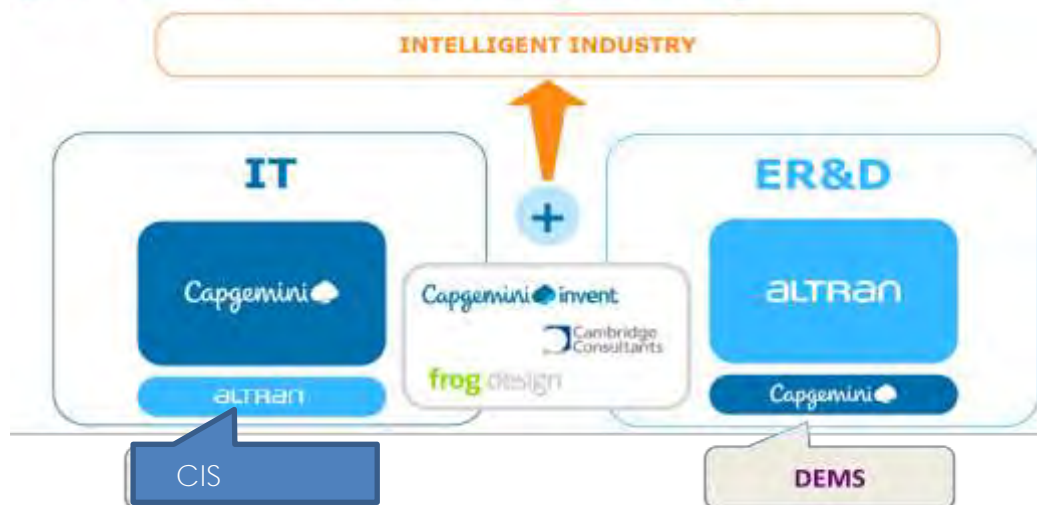 INTELLIGENT INDUSTRY
IT
Capgemini
altran
+
Capgemini invent
Cambridge
Consultants
frog design
ER&D
altran
Capgemini
CIS
DEMS